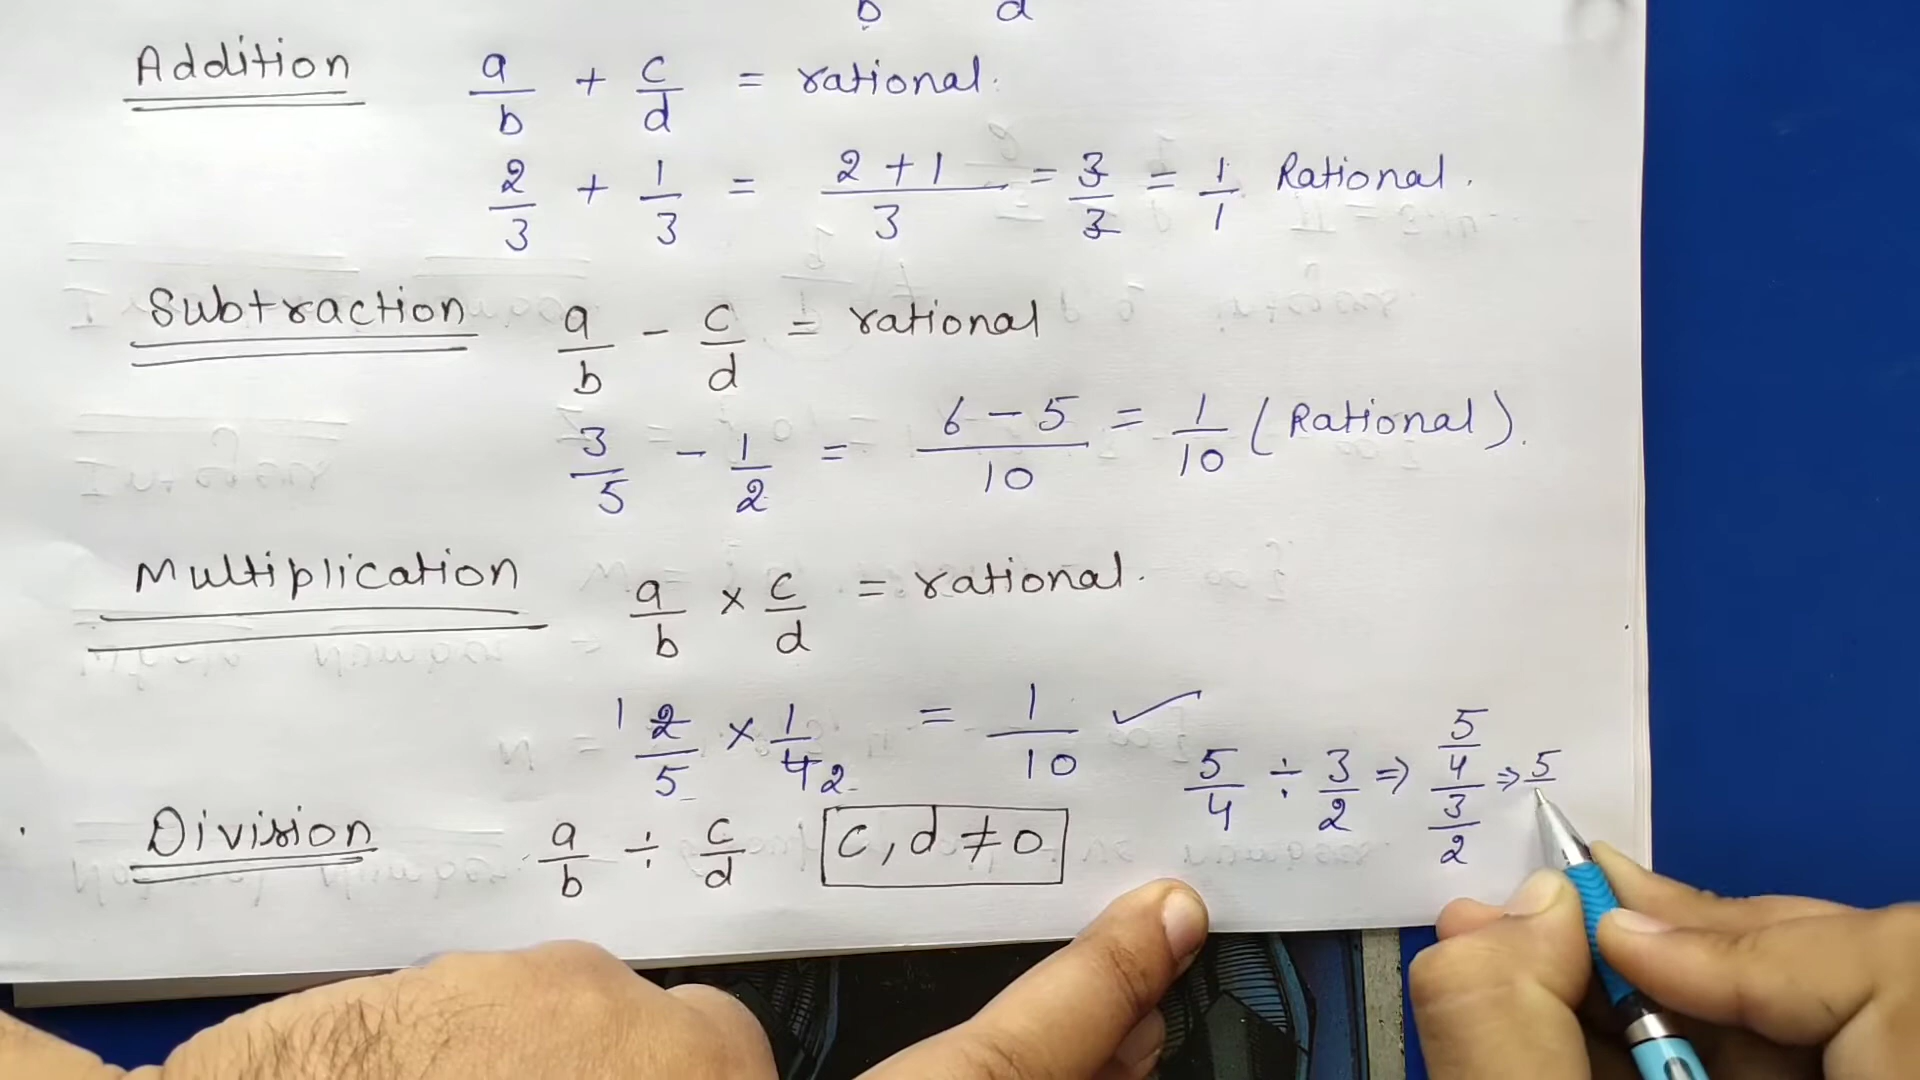 b d
Addition a/b + c/d = rational.
2/3 + 1/3 = 2+1/3 = 3/3 = 1/1 Rational.
Subtraction a/b - c/d = rational
3/5 - 1/2 = 6-5/10 = 1/10 (Rational).
Multiplication a/b × c/d = rational.
1 2/5 × 1/4 2 = 1/10 ✓
5/4 ÷ 3/2 ⇒ 5/4/3/2 ⇒ 5
Division a/b ÷ c/d c, d ≠ 0